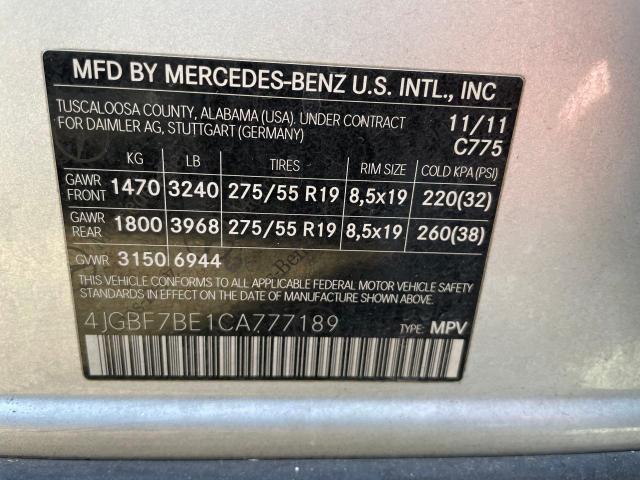 MFD BY MERCEDES-BENZ U.S. INTL., INC
TUSCALOOSA COUNTY, ALABAMA (USA). UNDER CONTRACT 11/11
FOR DAIMLER AG, STUTTGART (GERMANY) C775
KG LB TIRES RIM SIZE COLD KPA (PSI)
GAWR FRONT 1470 3240 275/55 R19 8,5x19 220(32)
GAWR REAR 1800 3968 275/55 R19 8,5x19 260(38)
GVWR 3150 6944
THIS VEHICLE CONFORMS TO ALL APPLICABLE FEDERAL MOTOR VEHICLE SAFETY
STANDARDS IN EFFECT ON THE DATE OF MANUFACTURE SHOWN ABOVE.
4JGBF7BE1CA777189 TYPE: MPV